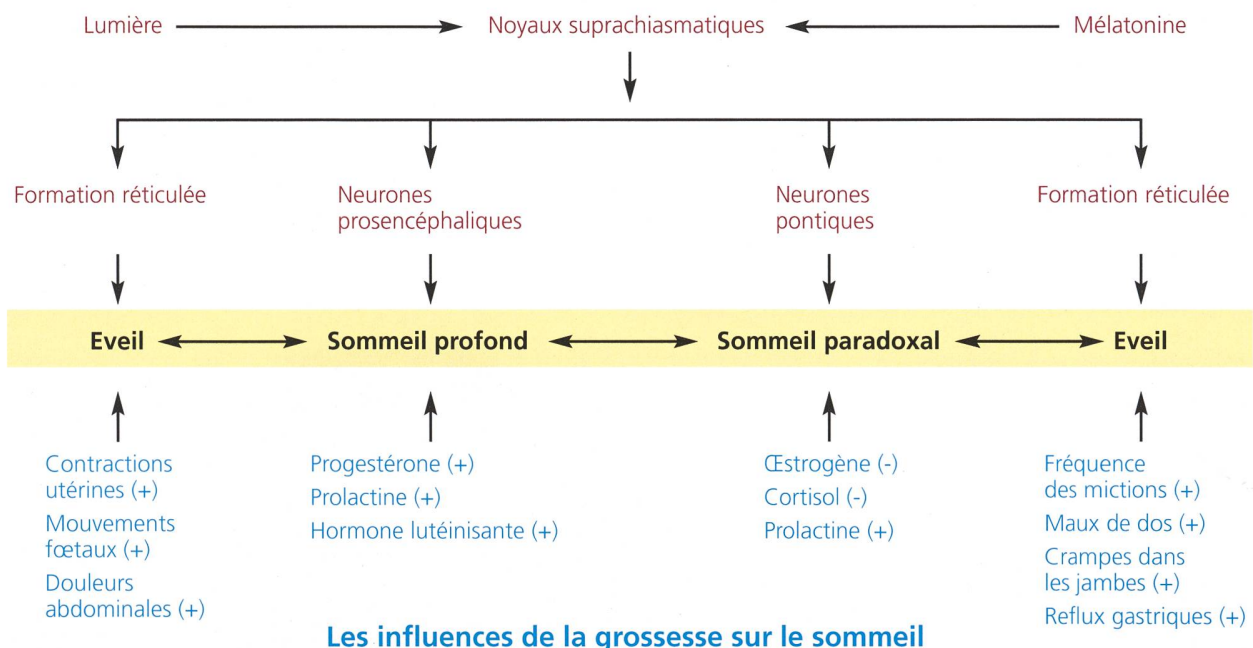 Lumière Noyaux suprachiasmatiques Mélatonine
Formation réticulée
Neurones
prosencéphaliques
Neurones
pontiques
Formation réticulée
Eveil Sommeil profond Sommeil paradoxal Eveil
Contractions
utérines (+)
Mouvements
fœtaux (+)
Douleurs
abdominales (+)
Progestérone (+)
Prolactine (+)
Hormone lutéinisante (+)
Œstrogène (-)
Cortisol (-)
Prolactine (+)
Fréquence
des mictions (+)
Maux de dos (+)
Crampes dans
les jambes (+)
Reflux gastriques (+)
Les influences de la grossesse sur le sommeil